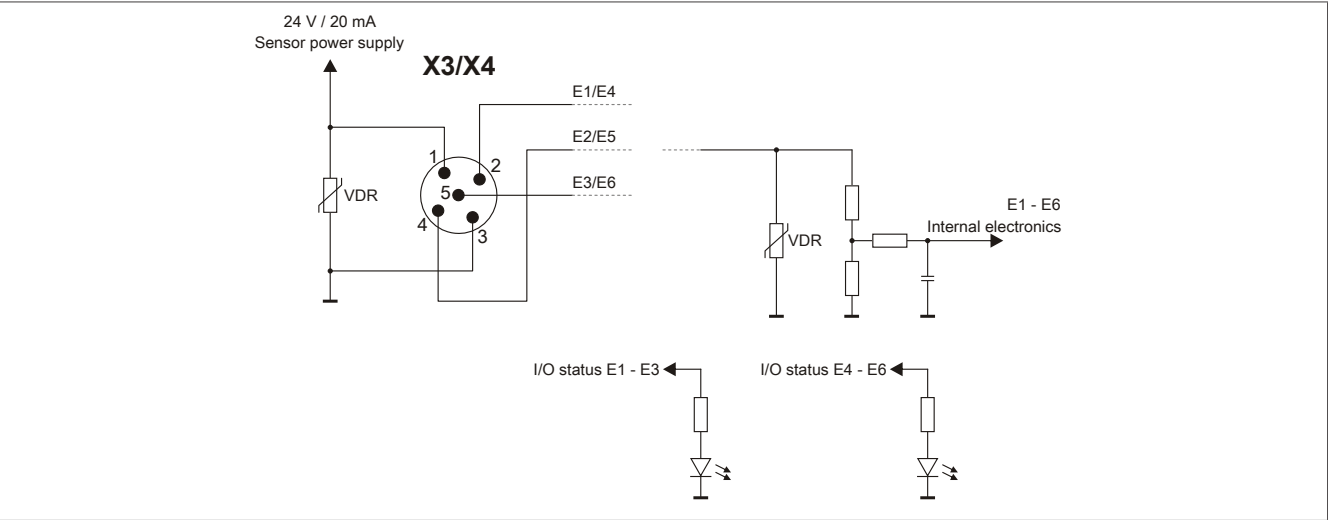 24 V / 20 mA
Sensor power supply
X3/X4
E1/E4
E2/E5
E3/E6
1
2
5
4
3
VDR
VDR
E1 - E6
Internal electronics
I/O status E1 - E3
I/O status E4 - E6